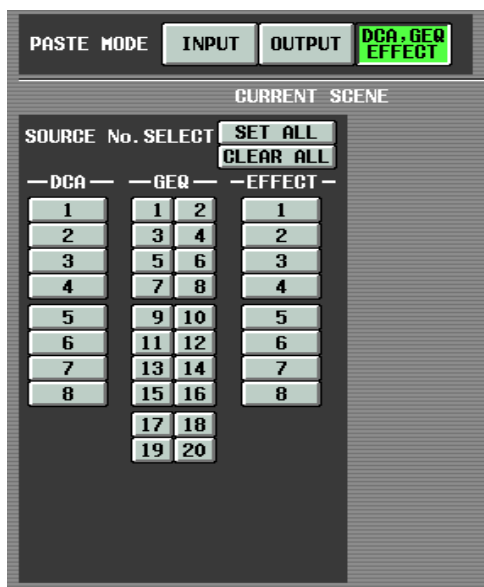 PASTE MODE INPUT OUTPUT DCA,GEQ EFFECT
CURRENT SCENE
SOURCE No.SELECT SET ALL
CLEAR ALL
DCA GEQ EFFECT
1 1 2 1
2 3 4 2
3 5 6 3
4 7 8 4
5 9 10 5
6 11 12 6
7 13 14 7
8 15 16 8
17 18
19 20